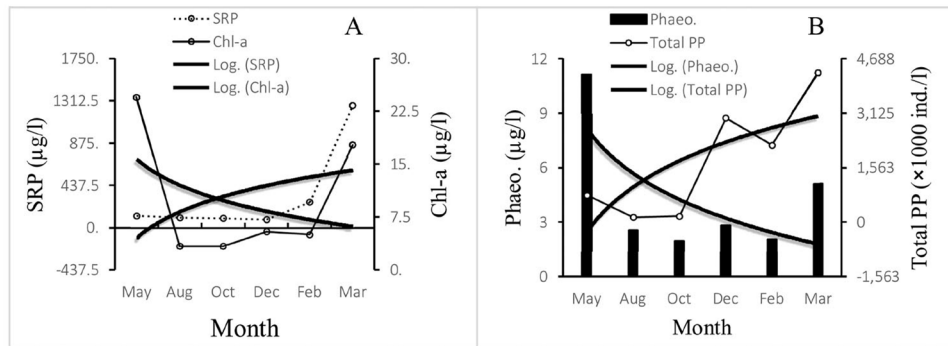 SRP
Chl-a
Log. (SRP)
Log. (Chl-a)
A
1750.
1312.5
875.
437.5
0.
-437.5
SRP (µg/l)
30.
22.5
15.
7.5
0.
Chl-a (µg/l)
May Aug Oct Dec Feb Mar
Month
Phaeo.
Total PP
Log. (Phaeo.)
Log. (Total PP)
B
12
9
6
3
0
Phaeo. (µg/l)
4,688
3,125
1,563
0
-1,563
Total PP (×1000 ind./l)
May Aug Oct Dec Feb Mar
Month